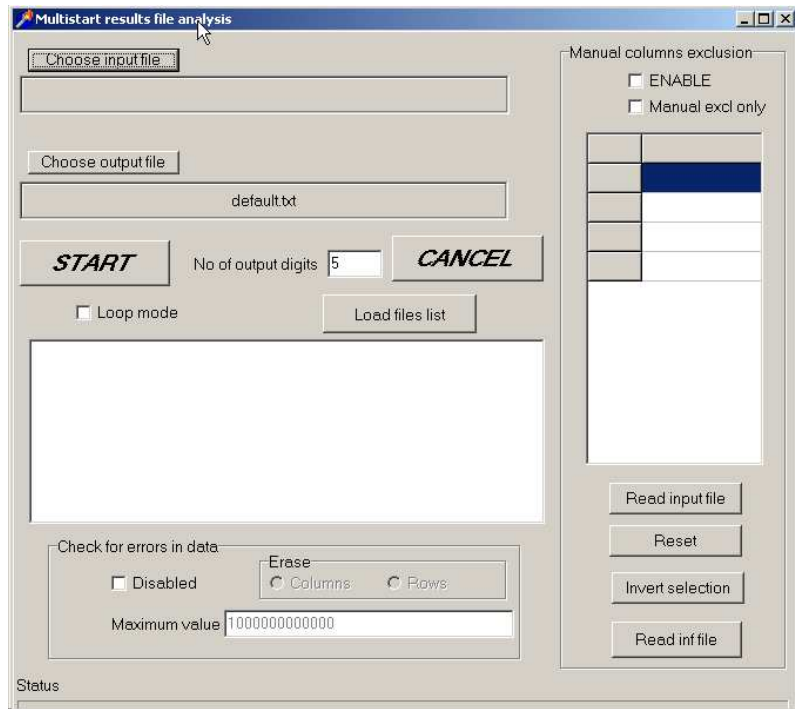 Multistart results file analysis
Choose input file
Choose output file
default.txt
START
No of output digits 5
CANCEL
Loop mode
Load files list
Check for errors in data
Disabled
Erase
Columns
Rows
Maximum value 1000000000000
Status
Manual columns exclusion
ENABLE
Manual excl only
Read input file
Reset
Invert selection
Read inf file